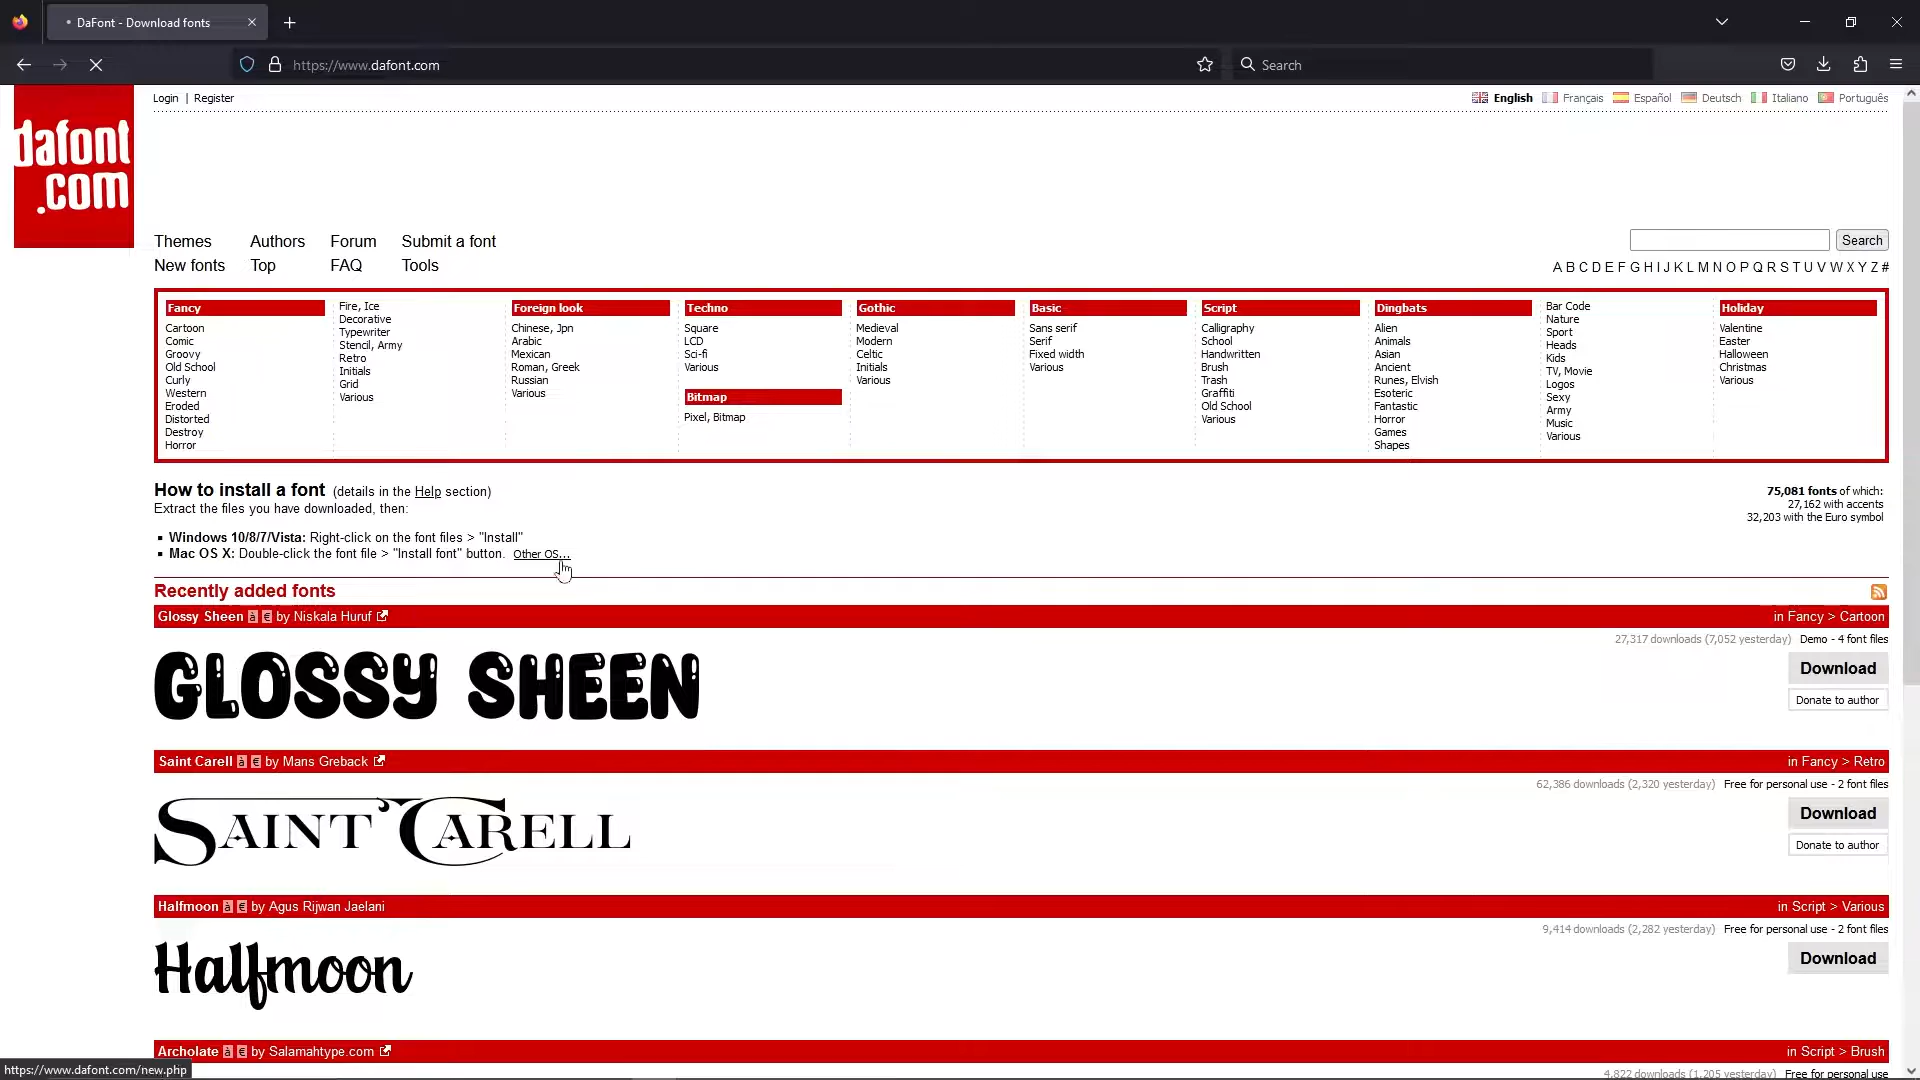 DaFont - Download fonts
https://www.dafont.com
Search
Login | Register
English Français Español Deutsch Italiano Português
dafont
.com
Themes Authors Forum Submit a font
New fonts Top FAQ Tools
Search
A B C D E F G H I J K L M N O P Q R S T U V W X Y Z #
Fancy
Cartoon
Comic
Groovy
Old School
Curly
Western
Eroded
Distorted
Destroy
Horror
Fire, Ice
Decorative
Typewriter
Stencil, Army
Retro
Initials
Grid
Various
Foreign look
Chinese, Jpn
Arabic
Mexican
Roman, Greek
Russian
Various
Techno
Square
LCD
Sci-fi
Various
Bitmap
Pixel, Bitmap
Gothic
Medieval
Modern
Celtic
Initials
Various
Basic
Sans serif
Serif
Fixed width
Various
Script
Calligraphy
School
Handwritten
Brush
Trash
Graffiti
Old School
Various
Dingbats
Alien
Animals
Asian
Ancient
Runes, Elvish
Esoteric
Fantastic
Horror
Games
Shapes
Bar Code
Nature
Sport
Heads
Kids
TV, Movie
Logos
Sexy
Army
Music
Various
Holiday
Valentine
Easter
Halloween
Christmas
Various
How to install a font (details in the Help section)
Extract the files you have downloaded, then:
Windows 10/8/7/Vista: Right-click on the font files > "Install"
Mac OS X: Double-click the font file > "Install font" button. Other OS...
75,081 fonts of which:
27,162 with accents
32,203 with the Euro symbol
Recently added fonts
Glossy Sheen à € by Niskala Huruf in Fancy > Cartoon
27,317 downloads (7,052 yesterday) Demo - 4 font files
GLOSSY SHEEN
Download
Donate to author
Saint Carell à € by Mans Greback in Fancy > Retro
62,386 downloads (2,320 yesterday) Free for personal use - 2 font files
SAINT CARELL
Download
Donate to author
Halfmoon à € by Agus Rijwan Jaelani in Script > Various
9,414 downloads (2,282 yesterday) Free for personal use - 2 font files
Halfmoon
Download
Archolate à € by Salamahtype.com in Script > Brush
https://www.dafont.com/new.php
4,822 downloads (1,205 yesterday) Free for personal use